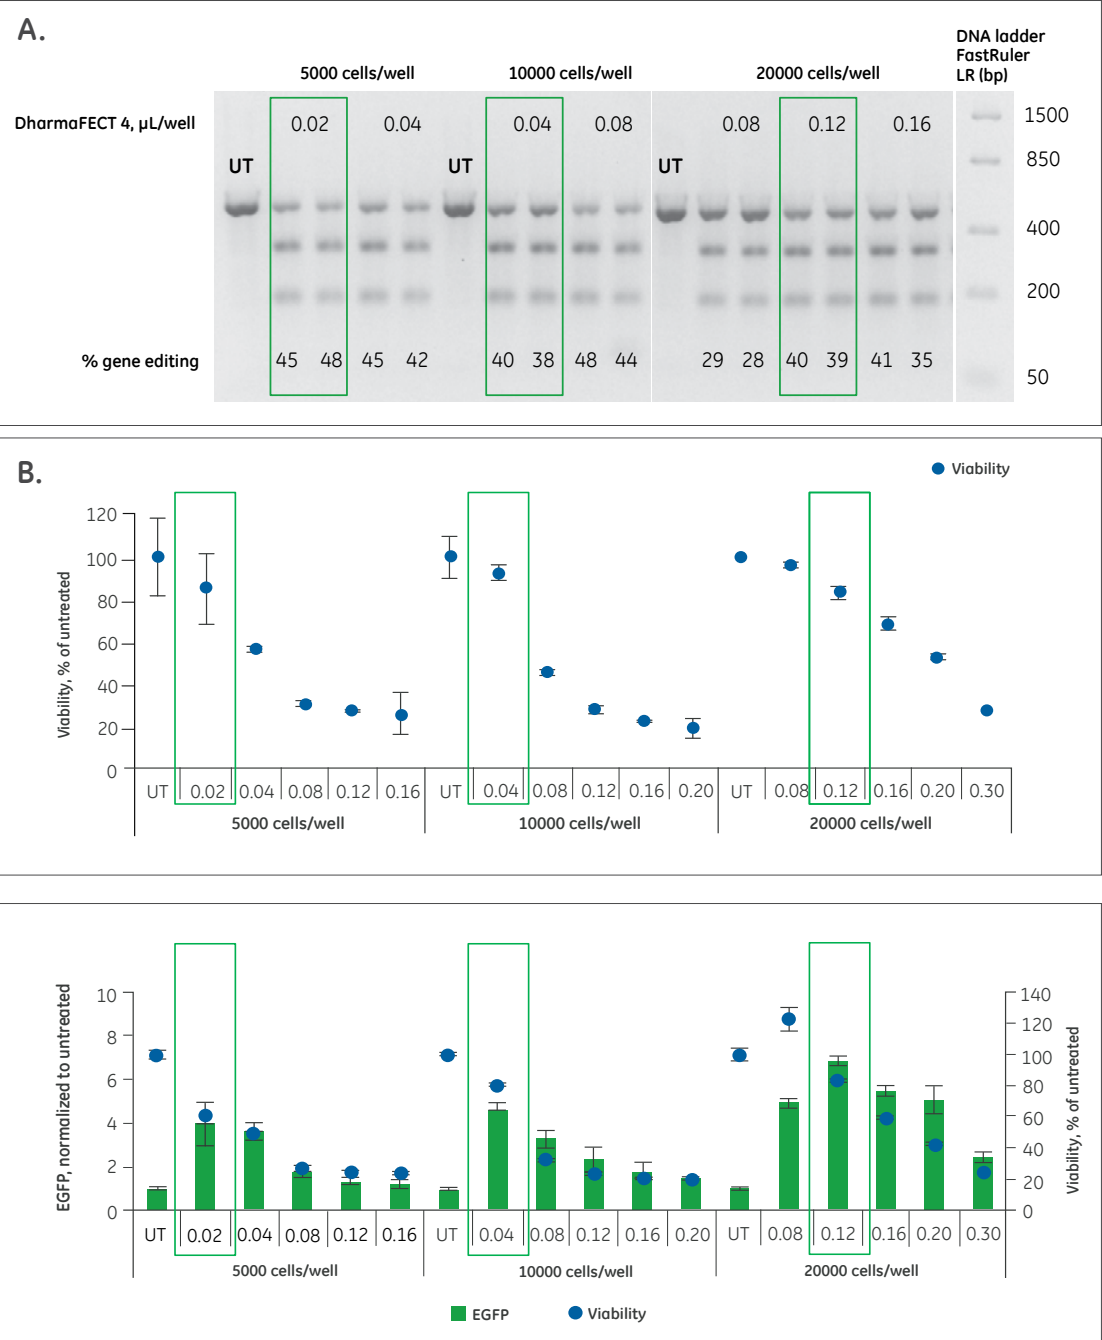 A.
DNA ladder
FastRuler
LR (bp)
5000 cells/well 10000 cells/well 20000 cells/well
DharmaFECT 4, µL/well 0.02 0.04 0.04 0.08 0.08 0.12 0.16 1500
UT UT UT 850
400
200
% gene editing 45 48 45 42 40 38 48 44 29 28 40 39 41 35
50
B.
Viability
Viability, % of untreated
120
100
80
60
40
20
0
UT 0.02 0.04 0.08 0.12 0.16 UT 0.04 0.08 0.12 0.16 0.20 UT 0.08 0.12 0.16 0.20 0.30
5000 cells/well 10000 cells/well 20000 cells/well
EGFP, normalized to untreated
10 140
8 120
6 100
4 80
2 60
0 40
20
0
Viability, % of untreated
UT 0.02 0.04 0.08 0.12 0.16 UT 0.04 0.08 0.12 0.16 0.20 UT 0.08 0.12 0.16 0.20 0.30
5000 cells/well 10000 cells/well 20000 cells/well
EGFP Viability